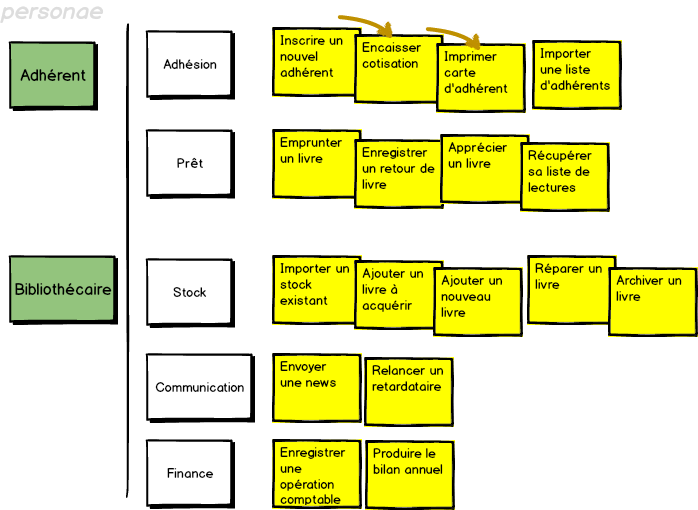 personae
Adhérent
Adhésion
Inscrire un
nouvel
adhérent
Encaisser
cotisation
Imprimer
carte
d'adhérent
Importer
une liste
d'adhérents
Prêt
Emprunter
un livre
Enregistrer
un retour de
livre
Apprécier
un livre
Récupérer
sa liste de
lectures
Bibliothécaire
Stock
Importer un
stock
existant
Ajouter un
livre à
acquérir
Ajouter un
nouveau
livre
Réparer un
livre
Archiver un
livre
Communication
Envoyer
une news
Relancer un
retardataire
Finance
Enregistrer
une
opération
comptable
Produire le
bilan annuel